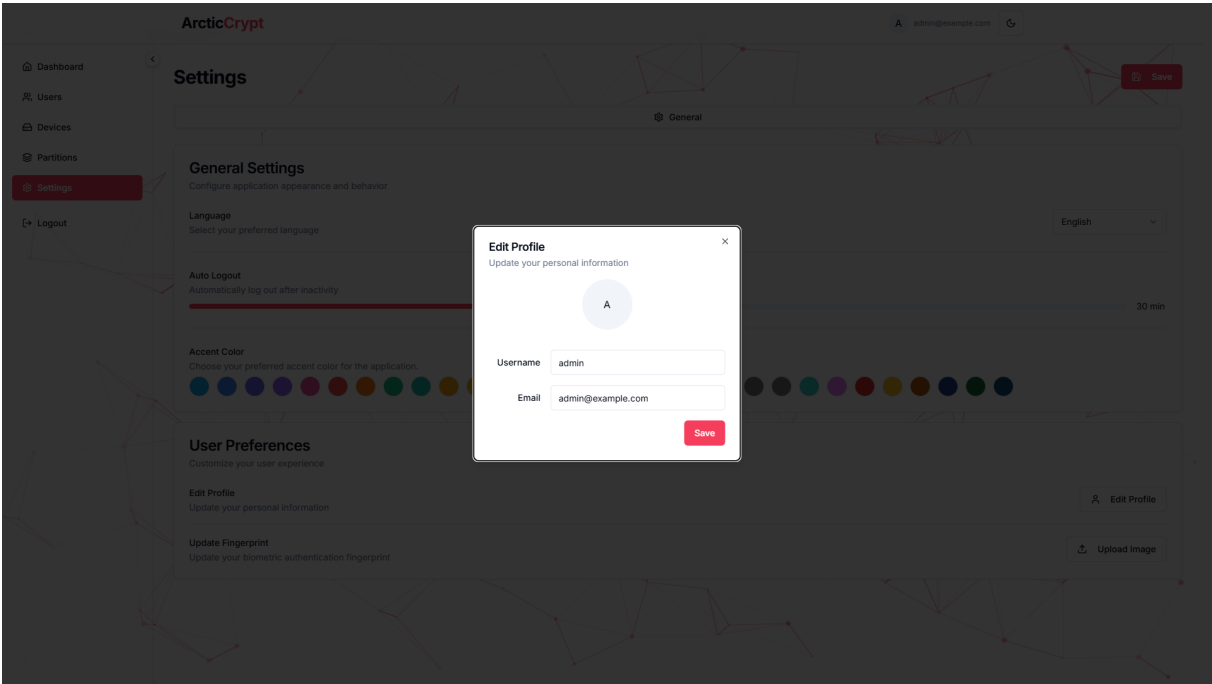 ArcticCrypt
A admin@example.com
Dashboard
Users
Devices
Partitions
Settings
Logout
Settings
Save
General
General Settings
Configure application appearance and behavior
Language
Select your preferred language
English
Auto Logout
Automatically log out after inactivity
30 min
Accent Color
Choose your preferred accent color for the application.
User Preferences
Customize your user experience
Edit Profile
Update your personal information
Edit Profile
Update Fingerprint
Update your biometric authentication fingerprint
Upload Image
Edit Profile
Update your personal information
A
Username admin
Email admin@example.com
Save